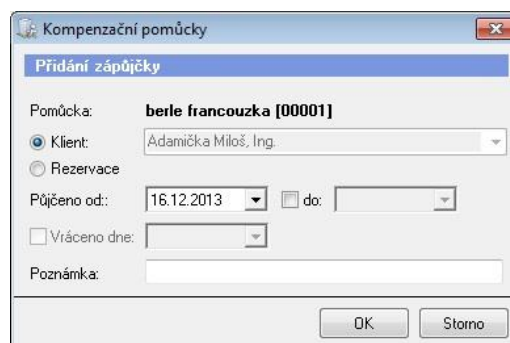 Kompenzační pomůcky
Přidání zápůjčky
Pomůcka: berle francouzka [00001]
Klient: Adamička Miloš, Ing.
Rezervace
Půjčeno od:: 16.12.2013 do:
Vráceno dne:
Poznámka:
OK Storno